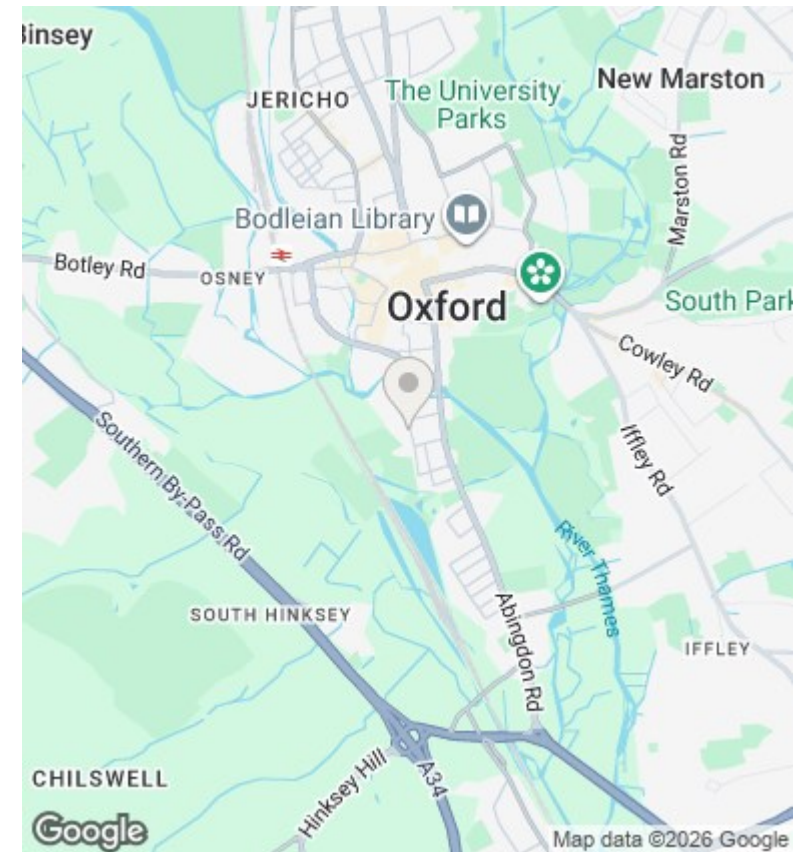 Binsey
New Marston
JERICHO
The University
Parks
Marston Rd
Bodleian Library
Botley Rd
OSNEY
Oxford
South Park
Cowley Rd
Iffley Rd
Southern By-Pass Rd
River Thames
SOUTH HINKSEY
Abingdon Rd
IFFLEY
CHILSWELL
Hinksey Hill
A34
Google
Map data ©2026 Google